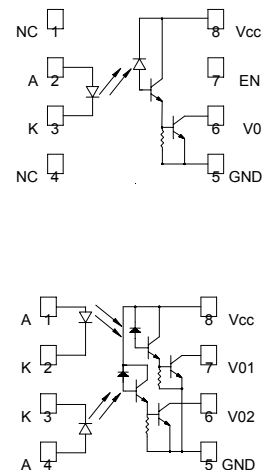 NC 1 8 Vcc
A 2 7 EN
K 3 6 V0
NC 4 5 GND
A 1 8 Vcc
K 2 7 V01
K 3 6 V02
A 4 5 GND